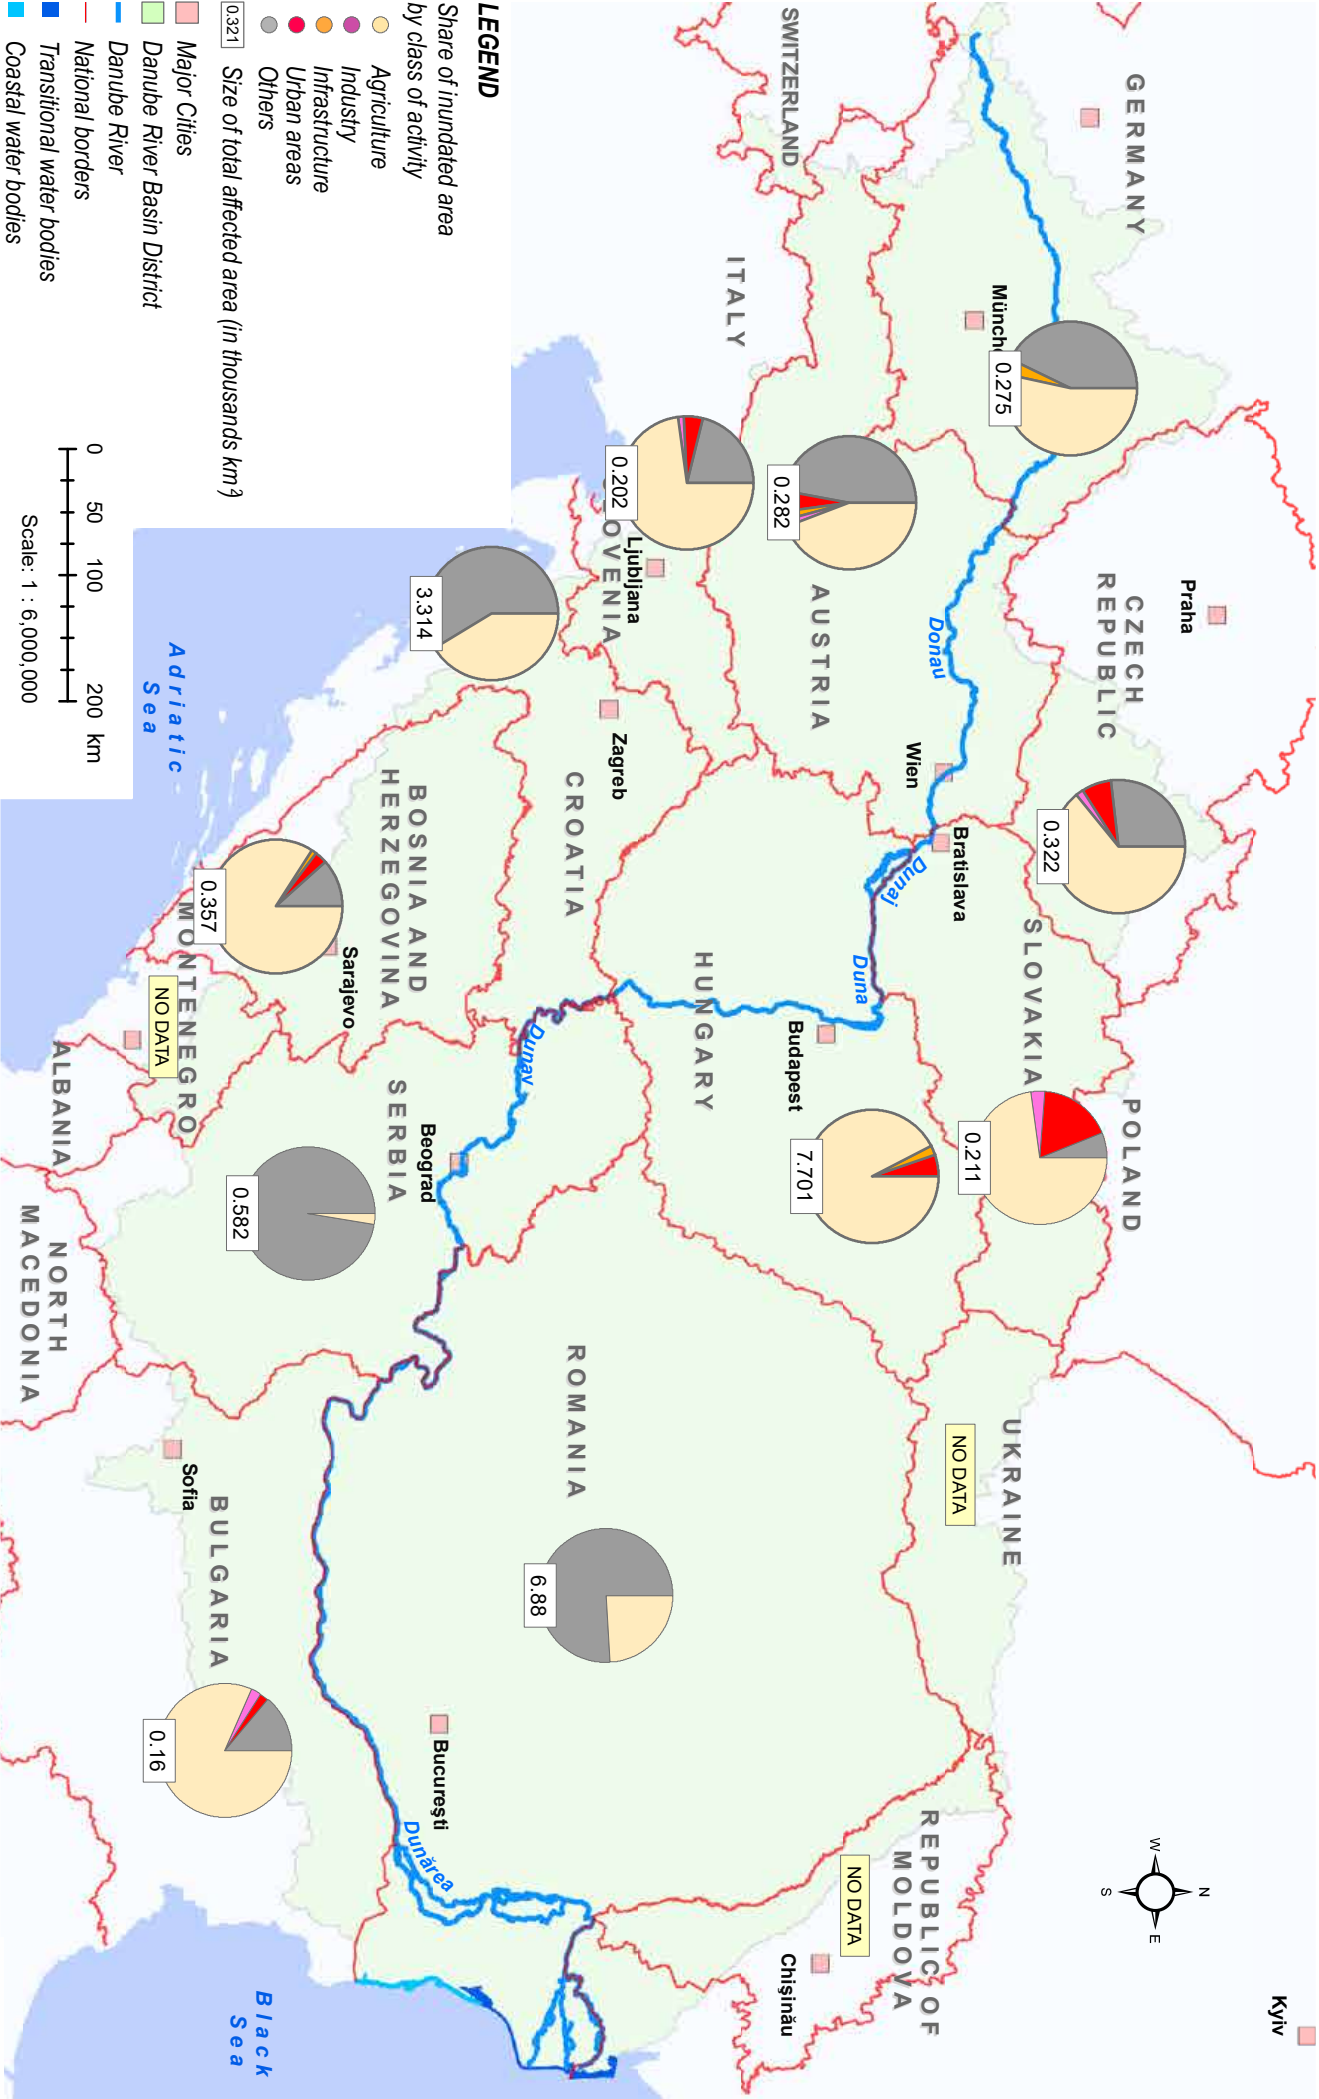 Kyiv
N
W
E
S
GERMANY
Praha
CZECH
REPUBLIC
POLAND
SLOVAKIA
UKRAINE
NO DATA
REPUBLIC OF
MOLDOVA
NO DATA
Chişinău
0.275
0.322
0.211
Münch
Donau
Wien
Bratislava
Dunaj
Duna
Budapest
7.701
SWITZERLAND
AUSTRIA
0.282
ITALY
HUNGARY
0.202
Ljubljana
OVENIA
Zagreb
CROATIA
ROMANIA
6.88
3.314
Dunav
Beograd
SERBIA
0.582
BOSNIA AND
HERZEGOVINA
Sarajevo
0.357
MONTENEGRO
NO DATA
ALBANIA
NORTH
MACEDONIA
Bucureşti
Dunărea
BULGARIA
Sofia
0.16
Adriatic
Sea
Black
Sea
LEGEND
Share of inundated area
by class of activity
Agriculture
Industry
Infrastructure
Urban areas
Others
0.321 Size of total affected area (in thousands km²)
Major Cities
Danube River Basin District
Danube River
National borders
Transitional water bodies
Coastal water bodies
0 50 100 200 km
Scale: 1 : 6,000,000